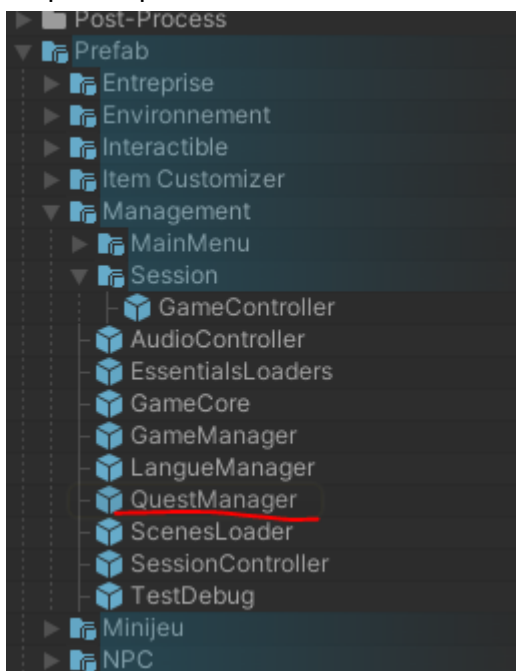 Post-Process
Prefab
Entreprise
Environnement
Interactible
Item Customizer
Management
MainMenu
Session
GameController
AudioController
EssentialsLoaders
GameCore
GameManager
LangueManager
QuestManager
ScenesLoader
SessionController
TestDebug
Minijeu
NPC